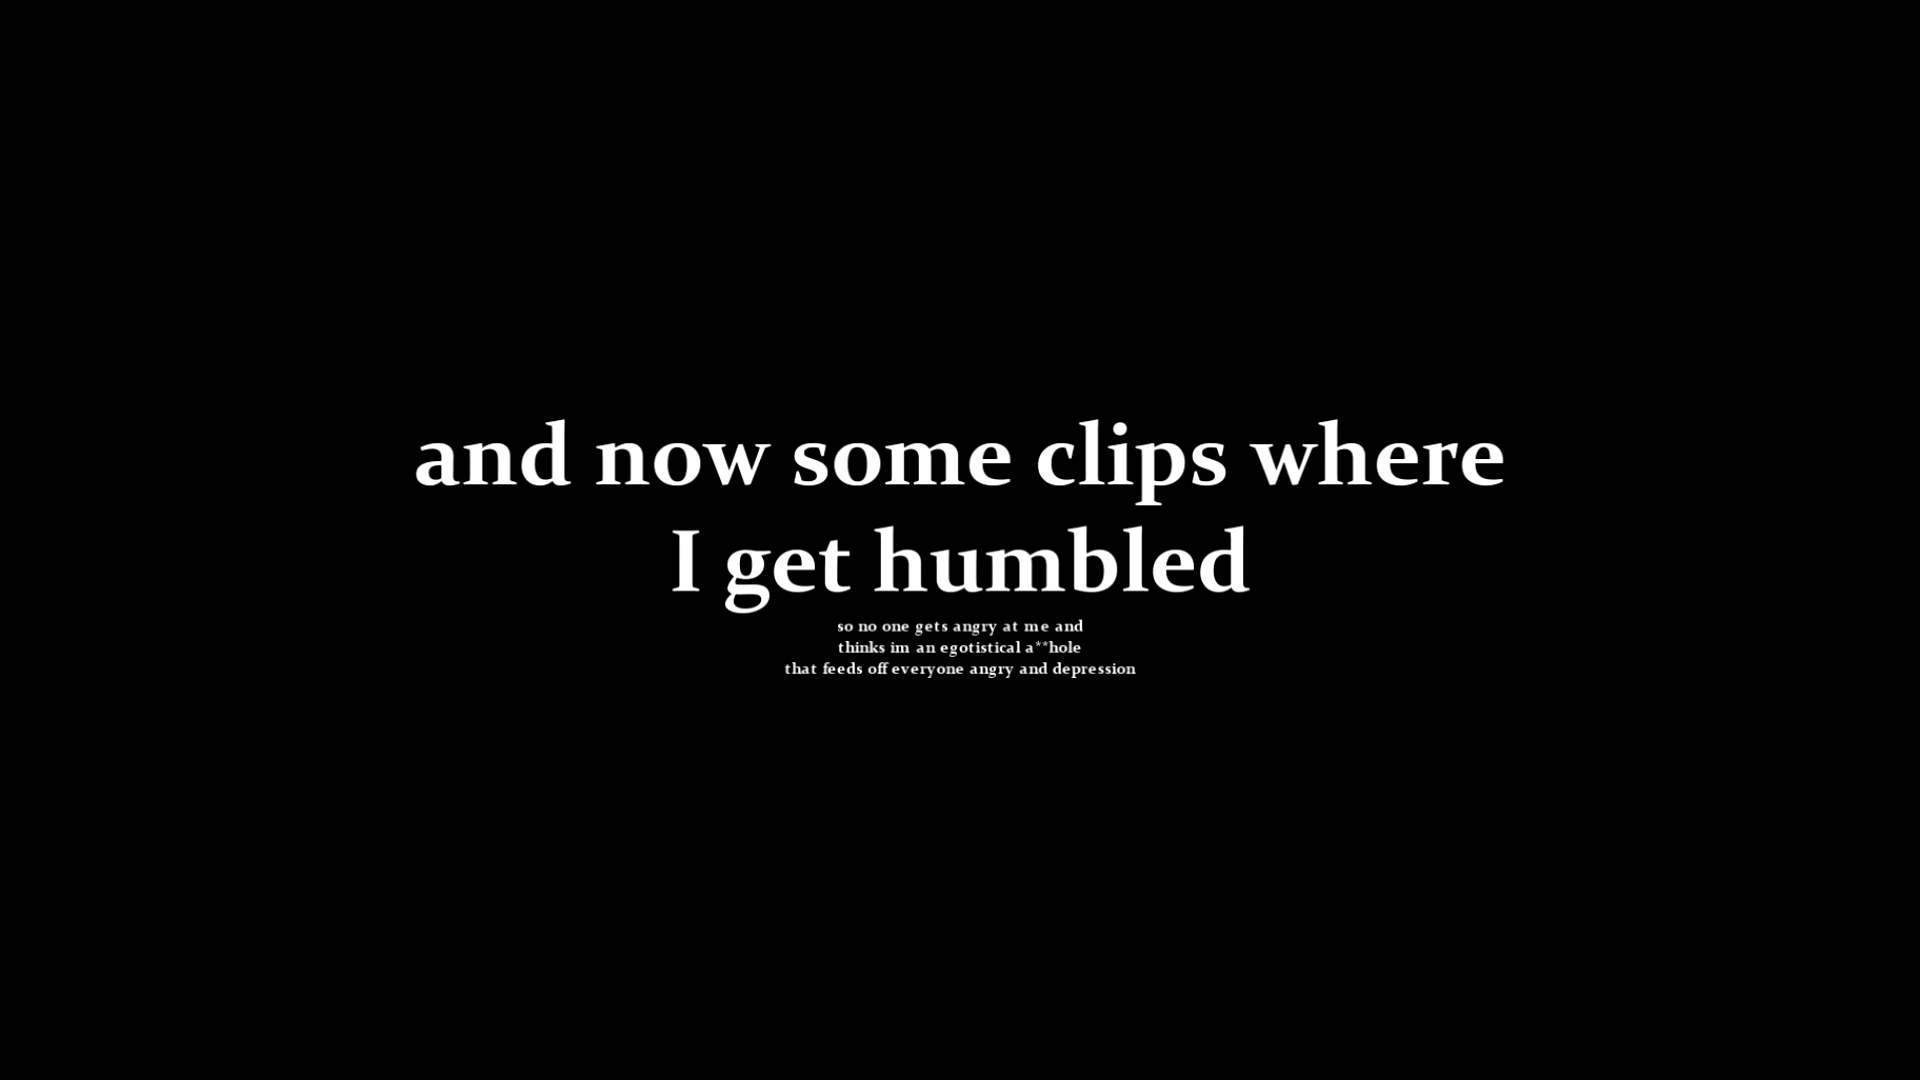 and now some clips where
I get humbled
so no one gets angry at me and
thinks im an egotistical a**hole
that feeds off everyone angry and depression